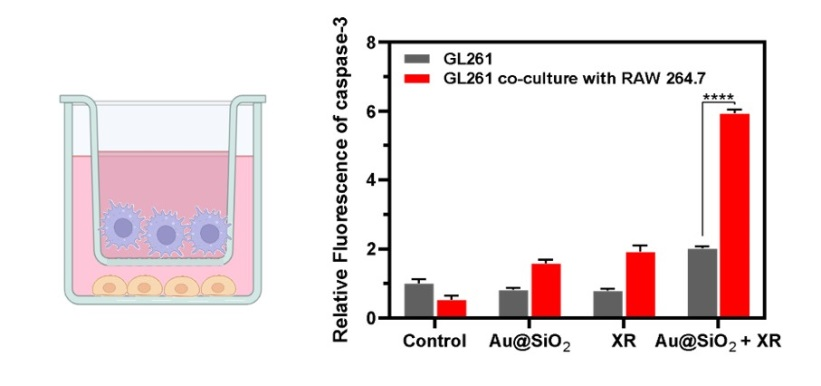 Relative Fluorescence of caspase-3
8
6
4
2
0
GL261
GL261 co-culture with RAW 264.7
****
Control
Au@SiO₂
XR
Au@SiO₂ + XR